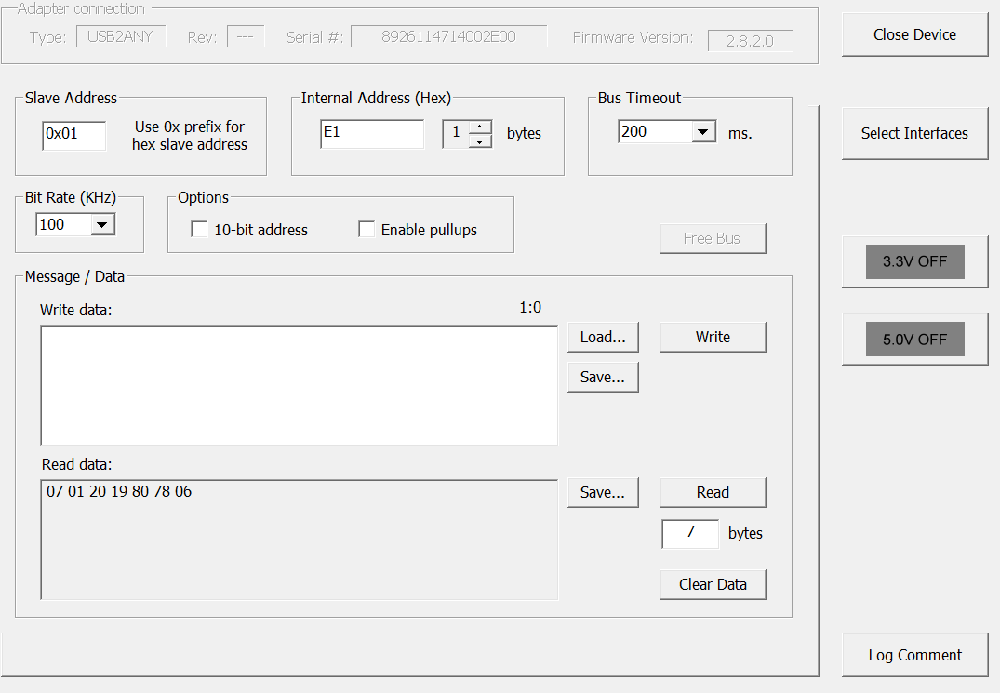 Adapter connection
Type: USB2ANY Rev: --- Serial #: 8926114714002E00 Firmware Version: 2.8.2.0
Close Device
Slave Address
0x01
Use 0x prefix for
hex slave address
Internal Address (Hex)
E1 1 bytes
Bus Timeout
200 ms.
Select Interfaces
Bit Rate (KHz)
100
Options
10-bit address Enable pullups
Free Bus
3.3V OFF
5.0V OFF
Message / Data
Write data: 1:0
Load... Write
Save...
Read data:
07 01 20 19 80 78 06
Save... Read
7 bytes
Clear Data
Log Comment